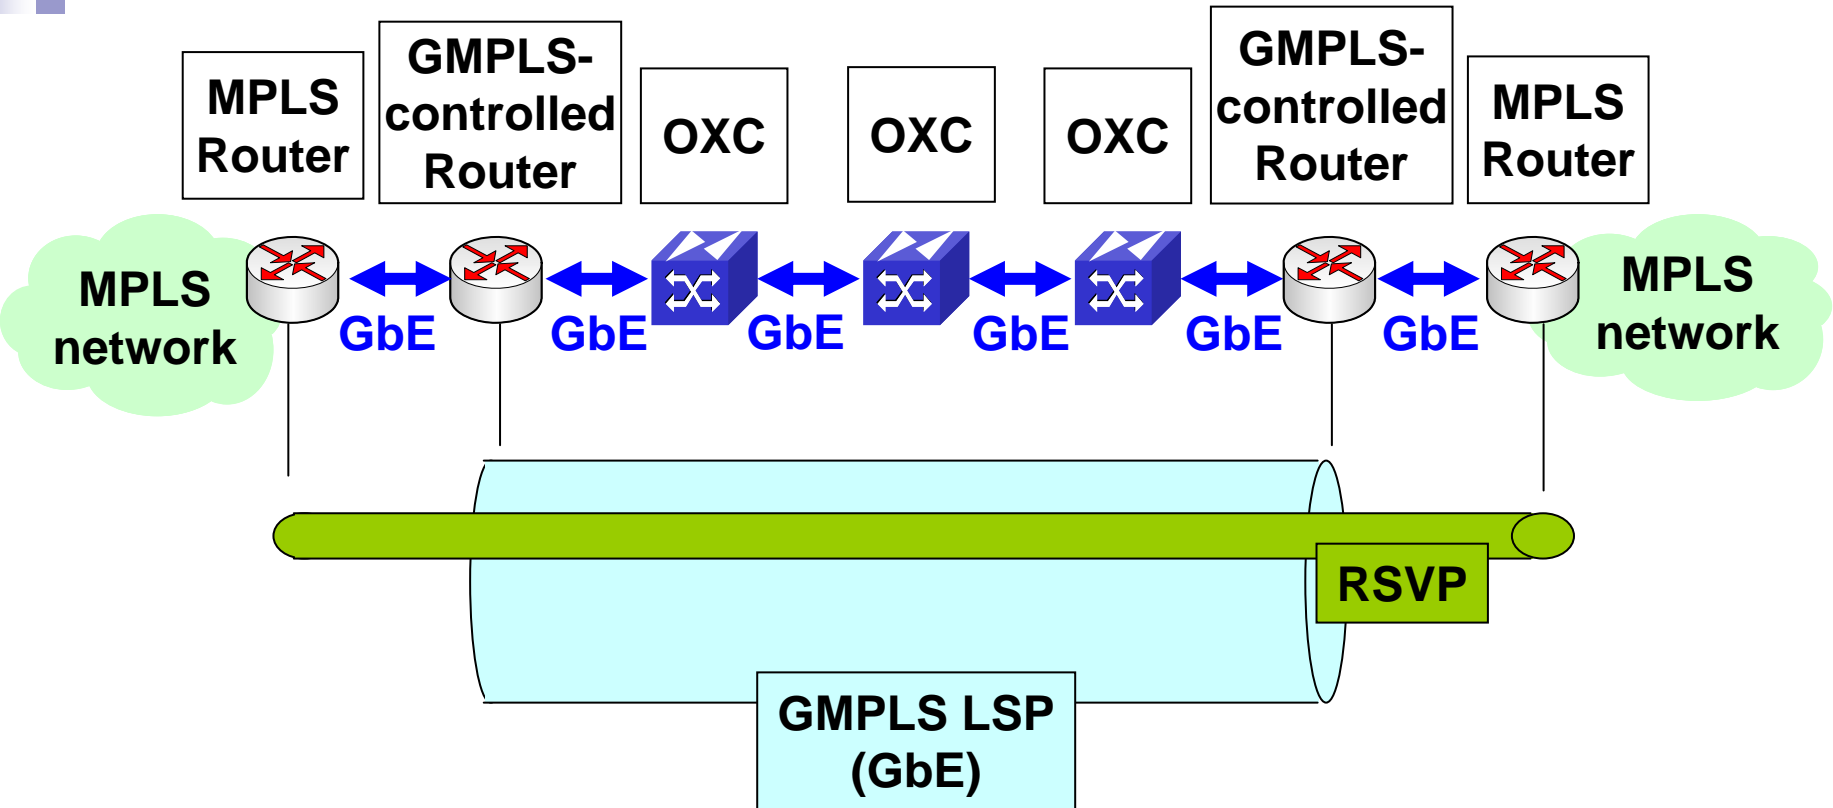 MPLS
Router
GMPLS-
controlled
Router
OXC
OXC
OXC
GMPLS-
controlled
Router
MPLS
Router
MPLS
network
GbE
GbE
GbE
GbE
GbE
GbE
MPLS
network
RSVP
GMPLS LSP
(GbE)